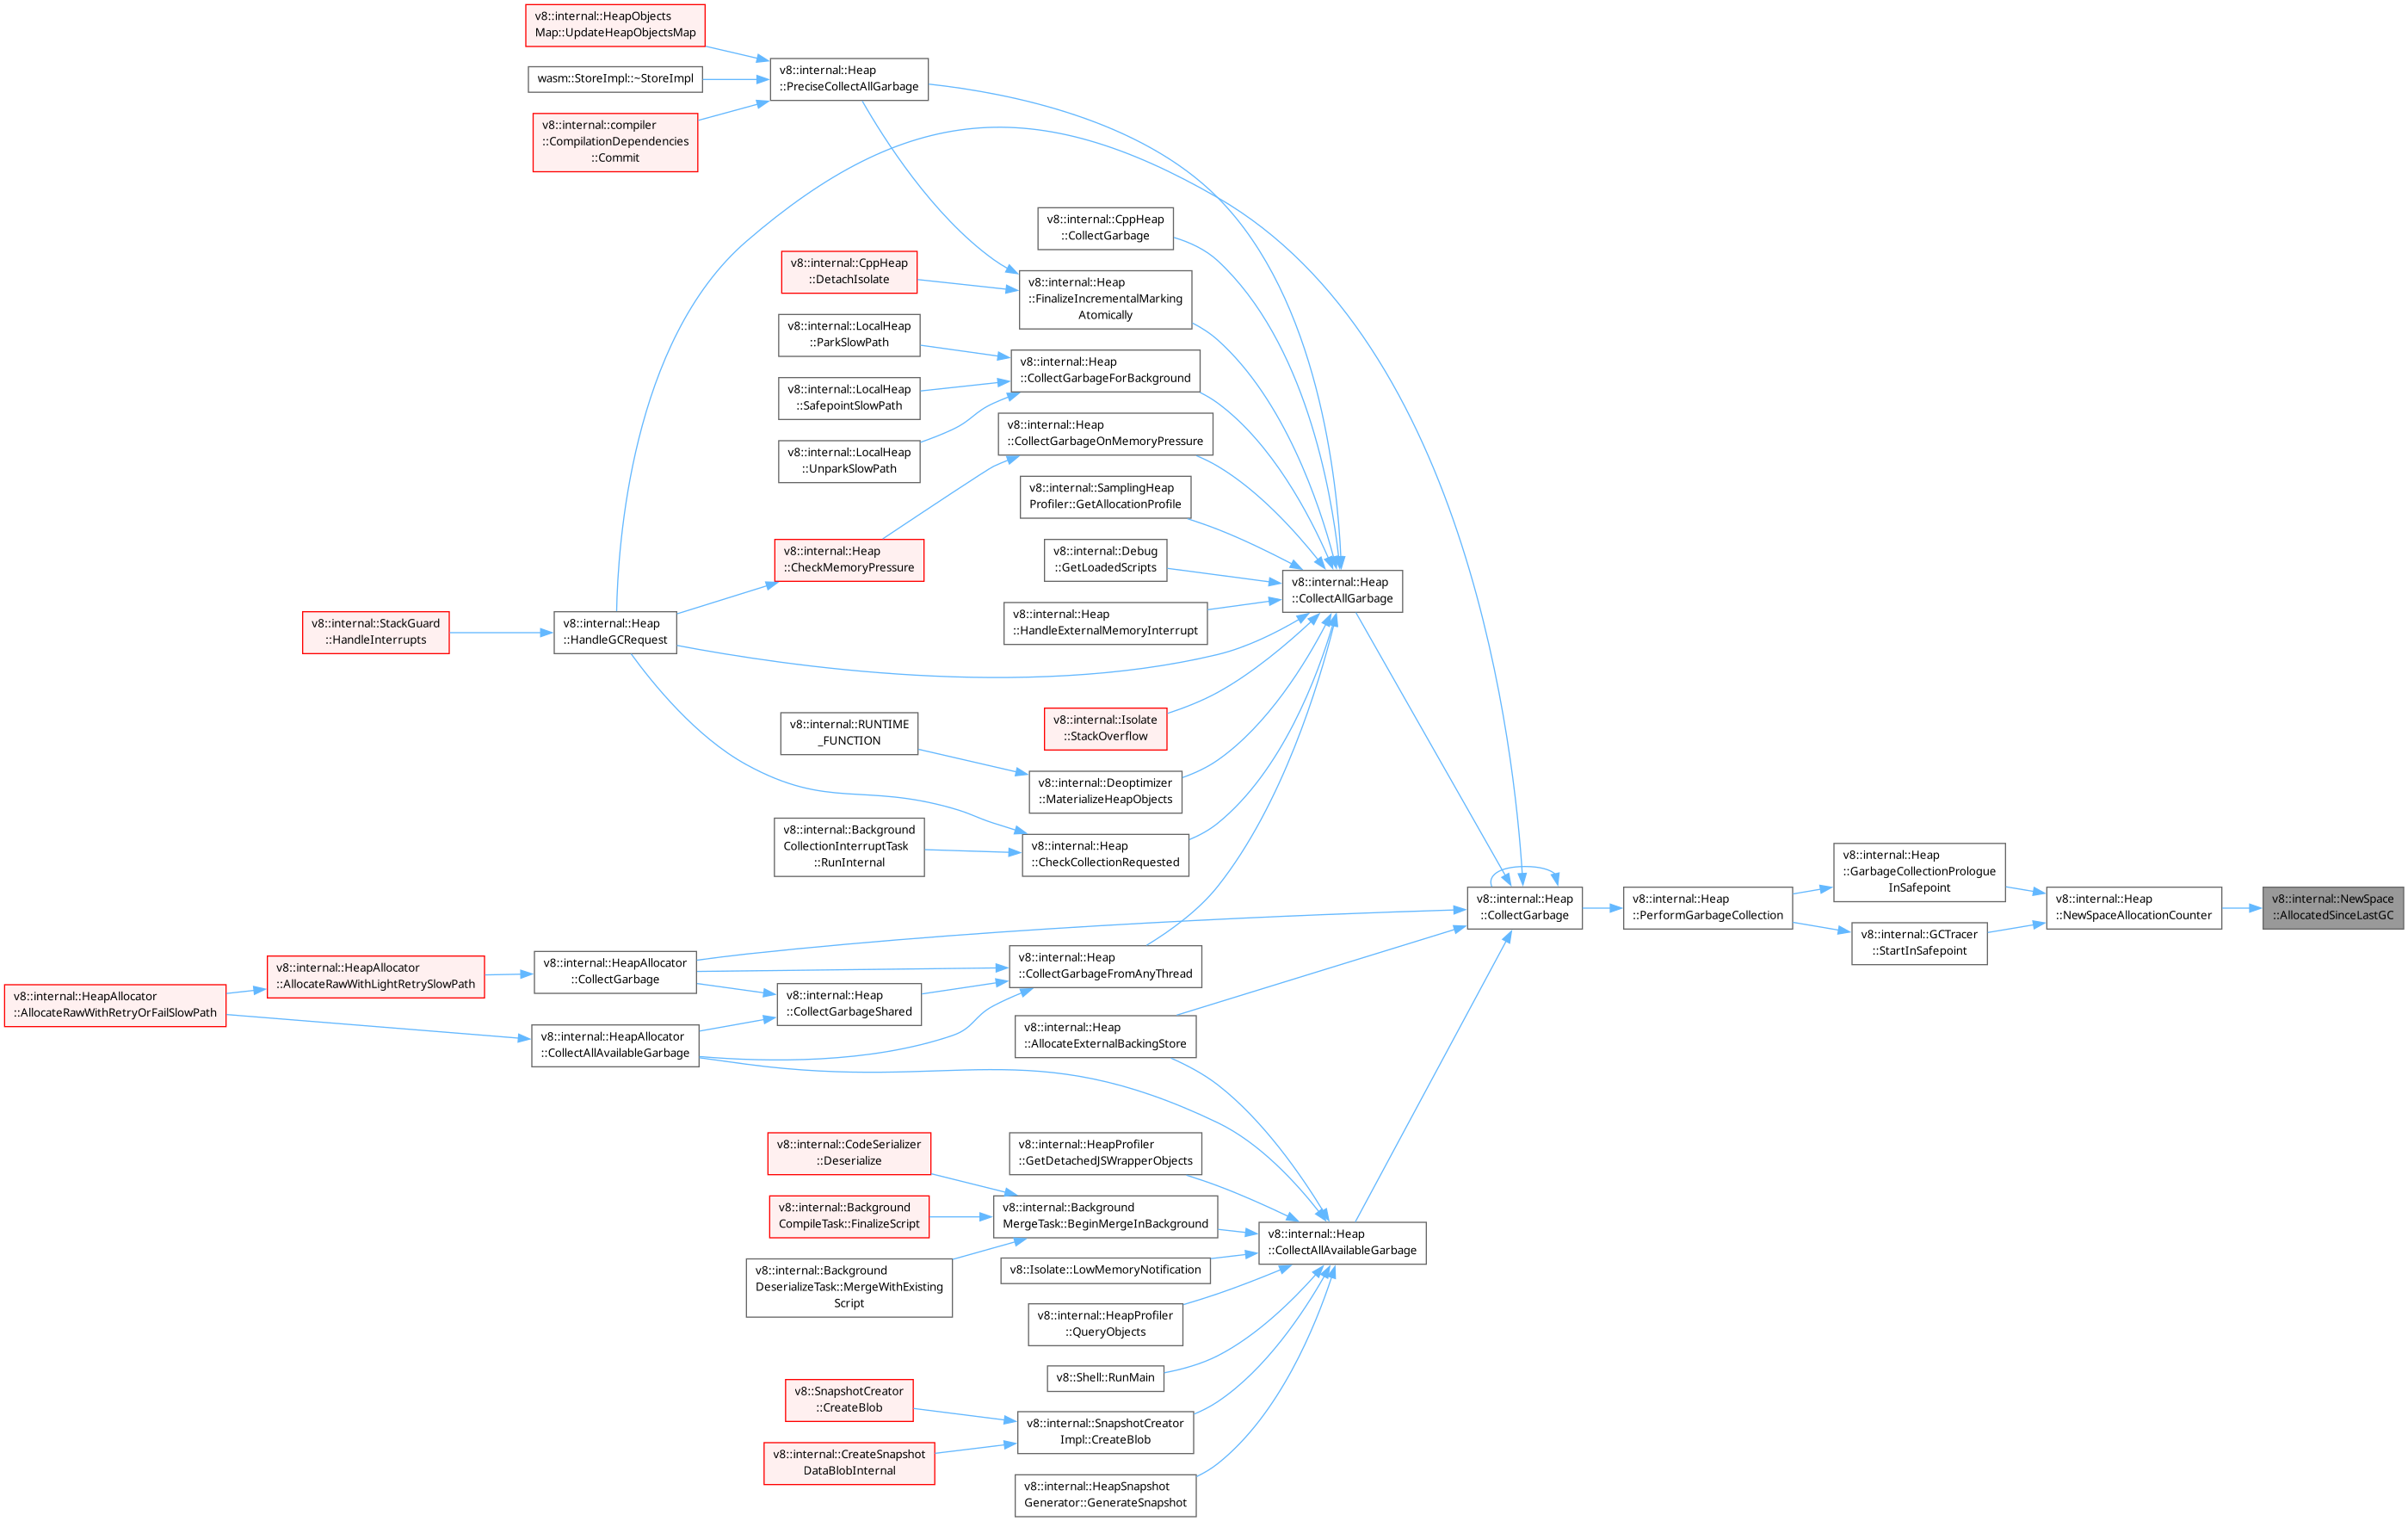 v8::internal::HeapObjects
Map::UpdateHeapObjectsMap
wasm::StoreImpl::~StoreImpl
v8::internal::compiler
::CompilationDependencies
::Commit
v8::internal::Heap
::PreciseCollectAllGarbage
v8::internal::CppHeap
::CollectGarbage
v8::internal::CppHeap
::DetachIsolate
v8::internal::Heap
::FinalizeIncrementalMarking
Atomically
v8::internal::LocalHeap
::ParkSlowPath
v8::internal::LocalHeap
::SafepointSlowPath
v8::internal::LocalHeap
::UnparkSlowPath
v8::internal::Heap
::CollectGarbageForBackground
v8::internal::Heap
::CollectGarbageOnMemoryPressure
v8::internal::SamplingHeap
Profiler::GetAllocationProfile
v8::internal::Heap
::CheckMemoryPressure
v8::internal::Debug
::GetLoadedScripts
v8::internal::Heap
::CollectAllGarbage
v8::internal::StackGuard
::HandleInterrupts
v8::internal::Heap
::HandleGCRequest
v8::internal::Heap
::HandleExternalMemoryInterrupt
v8::internal::Isolate
::StackOverflow
v8::internal::RUNTIME
_FUNCTION
v8::internal::Deoptimizer
::MaterializeHeapObjects
v8::internal::Background
CollectionInterruptTask
::RunInternal
v8::internal::Heap
::CheckCollectionRequested
v8::internal::Heap
::CollectGarbage
v8::internal::Heap
::PerformGarbageCollection
v8::internal::Heap
::GarbageCollectionPrologue
InSafepoint
v8::internal::GCTracer
::StartInSafepoint
v8::internal::Heap
::NewSpaceAllocationCounter
v8::internal::NewSpace
::AllocatedSinceLastGC
v8::internal::HeapAllocator
::AllocateRawWithRetryOrFailSlowPath
v8::internal::HeapAllocator
::AllocateRawWithLightRetrySlowPath
v8::internal::HeapAllocator
::CollectGarbage
v8::internal::HeapAllocator
::CollectAllAvailableGarbage
v8::internal::Heap
::CollectGarbageShared
v8::internal::Heap
::CollectGarbageFromAnyThread
v8::internal::Heap
::AllocateExternalBackingStore
v8::internal::CodeSerializer
::Deserialize
v8::internal::Background
CompileTask::FinalizeScript
v8::internal::Background
DeserializeTask::MergeWithExisting
Script
v8::internal::HeapProfiler
::GetDetachedJSWrapperObjects
v8::internal::Background
MergeTask::BeginMergeInBackground
v8::Isolate::LowMemoryNotification
v8::internal::Heap
::CollectAllAvailableGarbage
v8::internal::HeapProfiler
::QueryObjects
v8::Shell::RunMain
v8::SnapshotCreator
::CreateBlob
v8::internal::CreateSnapshot
DataBlobInternal
v8::internal::SnapshotCreator
Impl::CreateBlob
v8::internal::HeapSnapshot
Generator::GenerateSnapshot